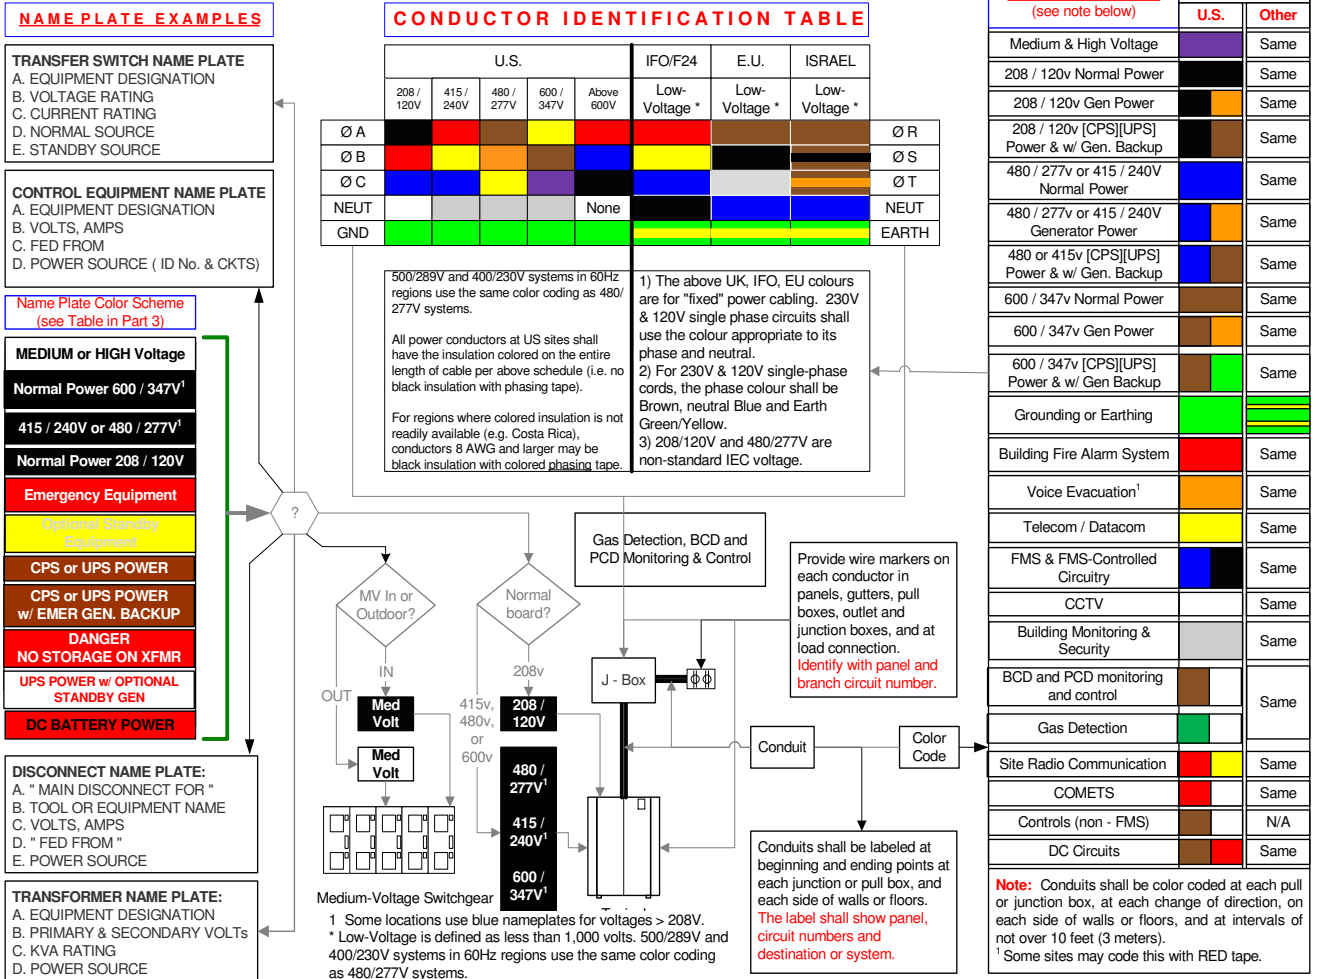 NAME PLATE EXAMPLES
TRANSFER SWITCH NAME PLATE
A. EQUIPMENT DESIGNATION
B. VOLTAGE RATING
C. CURRENT RATING
D. NORMAL SOURCE
E. STANDBY SOURCE
CONTROL EQUIPMENT NAME PLATE
A. EQUIPMENT DESIGNATION
B. VOLTS, AMPS
C. FED FROM
D. POWER SOURCE ( ID No. & CKTS)
Name Plate Color Scheme
(see Table in Part 3)
MEDIUM or HIGH Voltage
Normal Power 600 / 347V¹
415 / 240V or 480 / 277V¹
Normal Power 208 / 120V
Emergency Equipment
Optional Standby
Equipment
CPS or UPS POWER
CPS or UPS POWER
w/ EMER GEN. BACKUP
DANGER
NO STORAGE ON XFMR
UPS POWER w/ OPTIONAL
STANDBY GEN
DC BATTERY POWER
DISCONNECT NAME PLATE:
A. " MAIN DISCONNECT FOR "
B. TOOL OR EQUIPMENT NAME
C. VOLTS, AMPS
D. " FED FROM "
E. POWER SOURCE
TRANSFORMER NAME PLATE:
A. EQUIPMENT DESIGNATION
B. PRIMARY & SECONDARY VOLTs
C. KVA RATING
D. POWER SOURCE
CONDUCTOR IDENTIFICATION TABLE
U.S. IFO/F24 E.U. ISRAEL
208 / 120V 415 / 240V 480 / 277V 600 / 347V Above 600V Low-Voltage * Low-Voltage * Low-Voltage *
Ø A Ø R
Ø B Ø S
Ø C Ø T
NEUT None NEUT
GND EARTH
500/289V and 400/230V systems in 60Hz
regions use the same color coding as 480/
277V systems.
All power conductors at US sites shall
have the insulation colored on the entire
length of cable per above schedule (i.e. no
black insulation with phasing tape).
For regions where colored insulation is not
readily available (e.g. Costa Rica),
conductors 8 AWG and larger may be
black insulation with colored phasing tape.
1) The above UK, IFO, EU colours
are for "fixed" power cabling. 230V
& 120V single phase circuits shall
use the colour appropriate to its
phase and neutral.
2) For 230V & 120V single-phase
cords, the phase colour shall be
Brown, neutral Blue and Earth
Green/Yellow.
3) 208/120V and 480/277V are
non-standard IEC voltage.
?
MV In or
Outdoor?
IN
OUT
Med
Volt
Med
Volt
Medium-Voltage Switchgear
Normal
board?
208v
415v,
480v,
or
600v
208 /
120V
480 /
277V¹
415 /
240V¹
600 /
347V¹
Gas Detection, BCD and
PCD Monitoring & Control
J - Box
Provide wire markers on
each conductor in
panels, gutters, pull
boxes, outlet and
junction boxes, and at
load connection.
Identify with panel and
branch circuit number.
Conduit
Color
Code
Conduits shall be labeled at
beginning and ending points at
each junction or pull box, and
each side of walls or floors.
The label shall show panel,
circuit numbers and
destination or system.
1 Some locations use blue nameplates for voltages > 208V.
* Low-Voltage is defined as less than 1,000 volts. 500/289V and
400/230V systems in 60Hz regions use the same color coding
as 480/277V systems.
(see note below) U.S. Other
Medium & High Voltage Same
208 / 120v Normal Power Same
208 / 120v Gen Power Same
208 / 120v [CPS][UPS]
Power & w/ Gen. Backup Same
480 / 277v or 415 / 240V
Normal Power Same
480 / 277v or 415 / 240V
Generator Power Same
480 or 415v [CPS][UPS]
Power & w/ Gen. Backup Same
600 / 347v Normal Power Same
600 / 347v Gen Power Same
600 / 347v [CPS][UPS]
Power & w/ Gen Backup Same
Grounding or Earthing
Building Fire Alarm System Same
Voice Evacuation¹ Same
Telecom / Datacom Same
FMS & FMS-Controlled
Circuitry Same
CCTV Same
Building Monitoring &
Security Same
BCD and PCD monitoring
and control
Same
Gas Detection
Site Radio Communication Same
COMETS Same
Controls (non - FMS) N/A
DC Circuits Same
Note: Conduits shall be color coded at each pull
or junction box, at each change of direction, on
each side of walls or floors, and at intervals of
not over 10 feet (3 meters).
¹ Some sites may code this with RED tape.